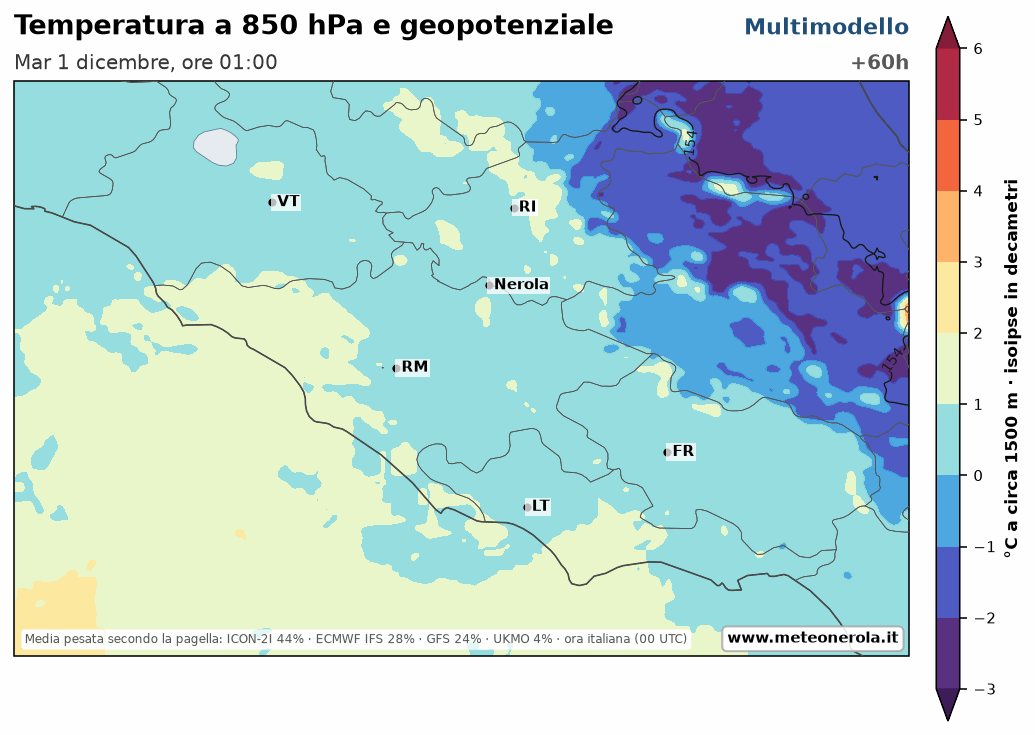 Temperatura a 850 hPa e geopotenziale
Multimodello
Mar 1 dicembre, ore 01:00
+60h
154
VT
RI
Nerola
154
RM
FR
LT
Media pesata secondo la pagella: ICON-2I 44% · ECMWF IFS 28% · GFS 24% · UKMO 4% · ora italiana (00 UTC)
www.meteonerola.it
6
5
4
3
2
1
0
−1
−2
−3
°C a circa 1500 m · isoipse in decametri